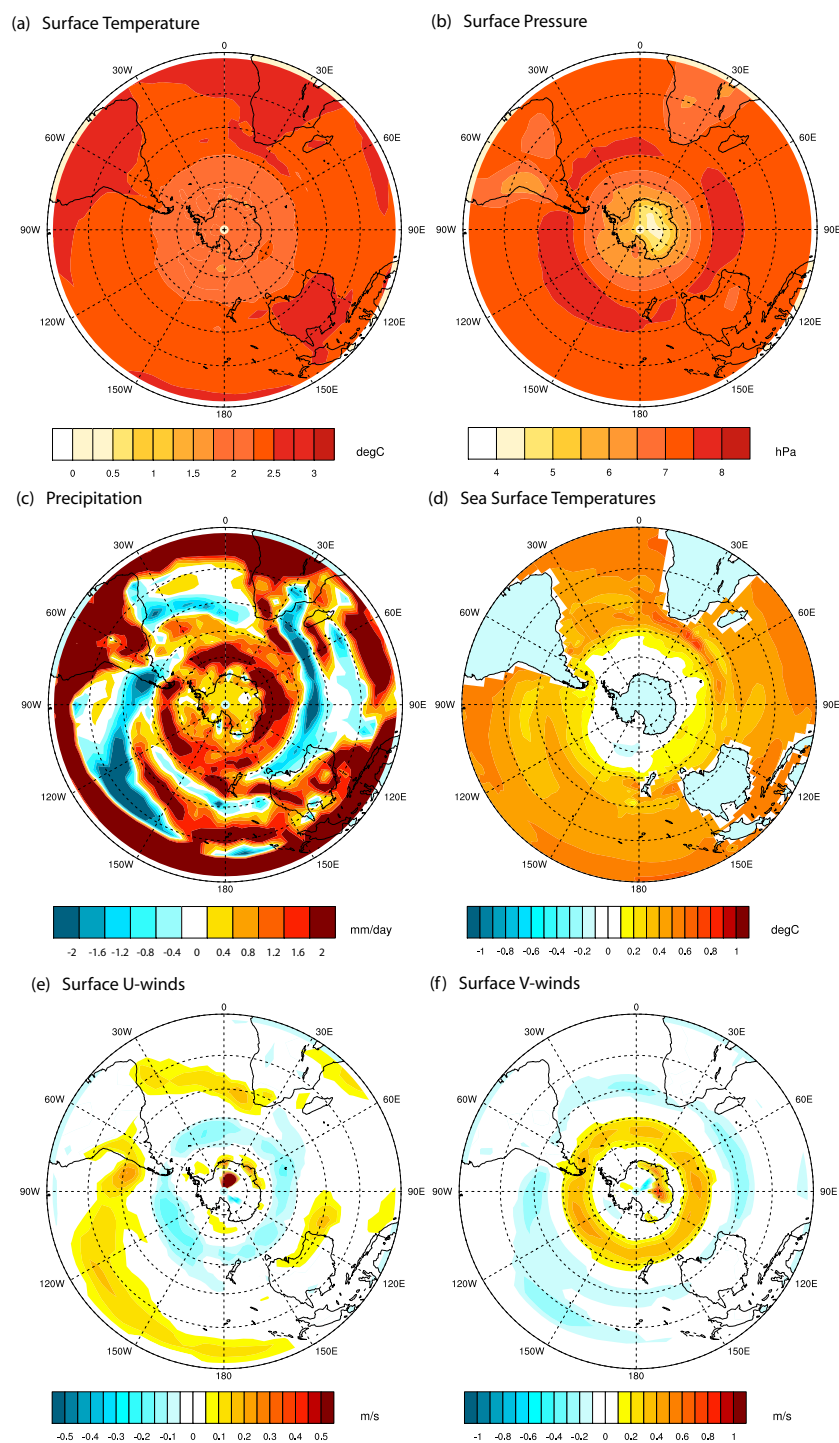 (a) Surface Temperature
(b) Surface Pressure
0
30W
30E
60W
60E
90W
90E
120W
120E
150W
150E
180
0
30W
30E
60W
60E
90W
90E
120W
120E
150W
150E
180
0 0.5 1 1.5 2 2.5 3
degC
4 5 6 7 8
hPa
(c) Precipitation
(d) Sea Surface Temperatures
0
30W
30E
60W
60E
90W
90E
120W
120E
150W
150E
180
0
30W
30E
60W
60E
90W
90E
120W
120E
150W
150E
180
-2 -1.6 -1.2 -0.8 -0.4 0 0.4 0.8 1.2 1.6 2
mm/day
-1 -0.8 -0.6 -0.4 -0.2 0 0.2 0.4 0.6 0.8 1
degC
(e) Surface U-winds
(f) Surface V-winds
0
30W
30E
60W
60E
90W
90E
120W
120E
150W
150E
180
0
30W
30E
60W
60E
90W
90E
120W
120E
150W
150E
180
-0.5 -0.4 -0.3 -0.2 -0.1 0 0.1 0.2 0.3 0.4 0.5
m/s
-1 -0.8 -0.6 -0.4 -0.2 0 0.2 0.4 0.6 0.8 1
m/s